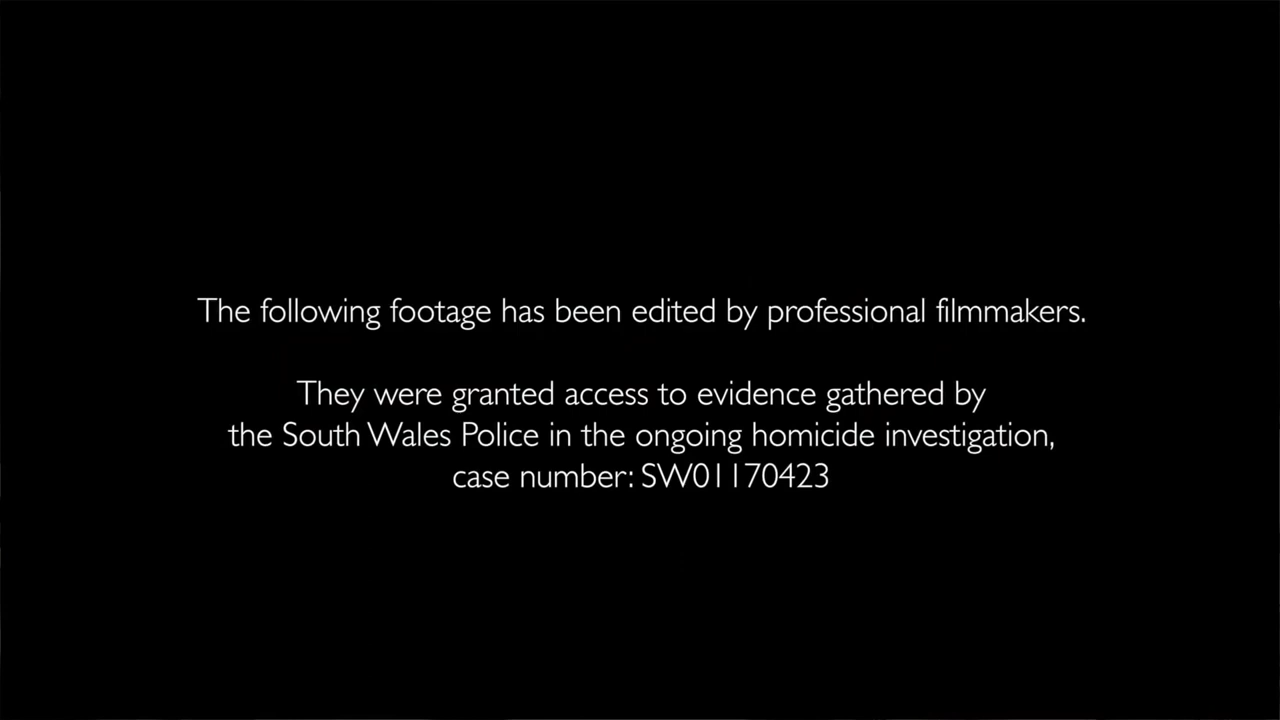 The following footage has been edited by professional filmmakers.
They were granted access to evidence gathered by
the South Wales Police in the ongoing homicide investigation,
case number: SW01170423